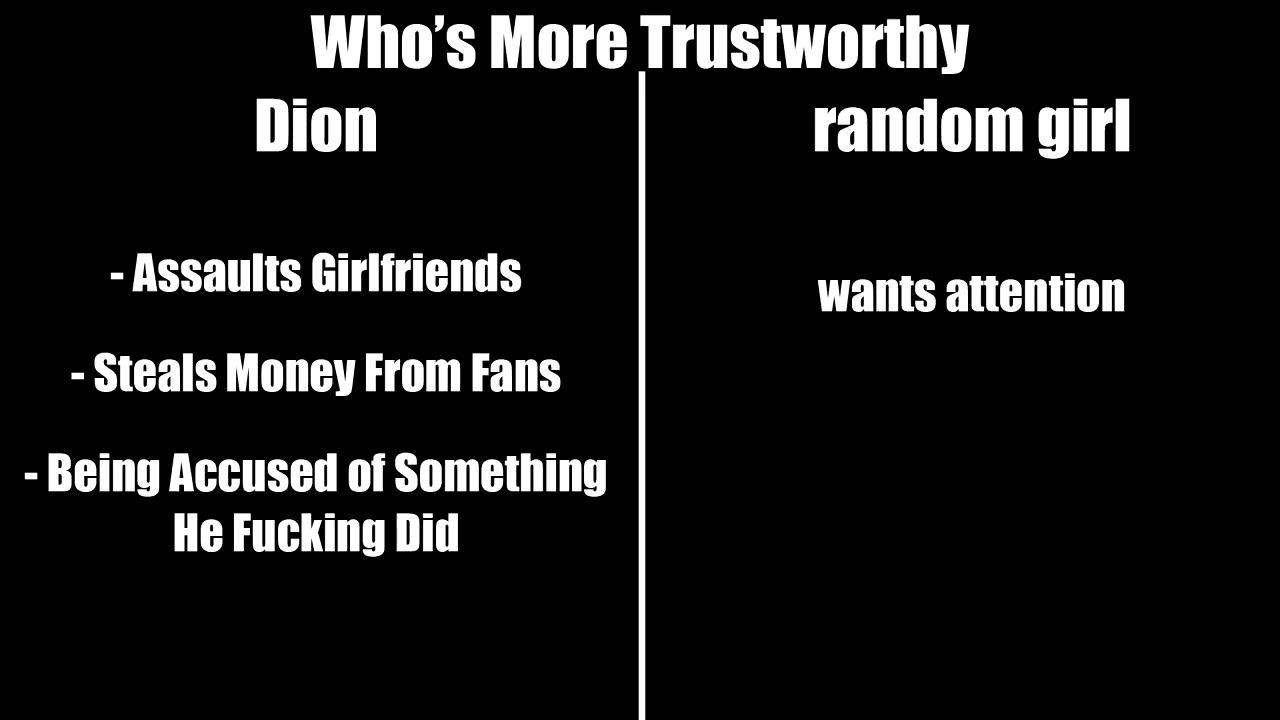 Who’s More Trustworthy
Dion
- Assaults Girlfriends
- Steals Money From Fans
- Being Accused of Something
He Fucking Did
random girl
wants attention